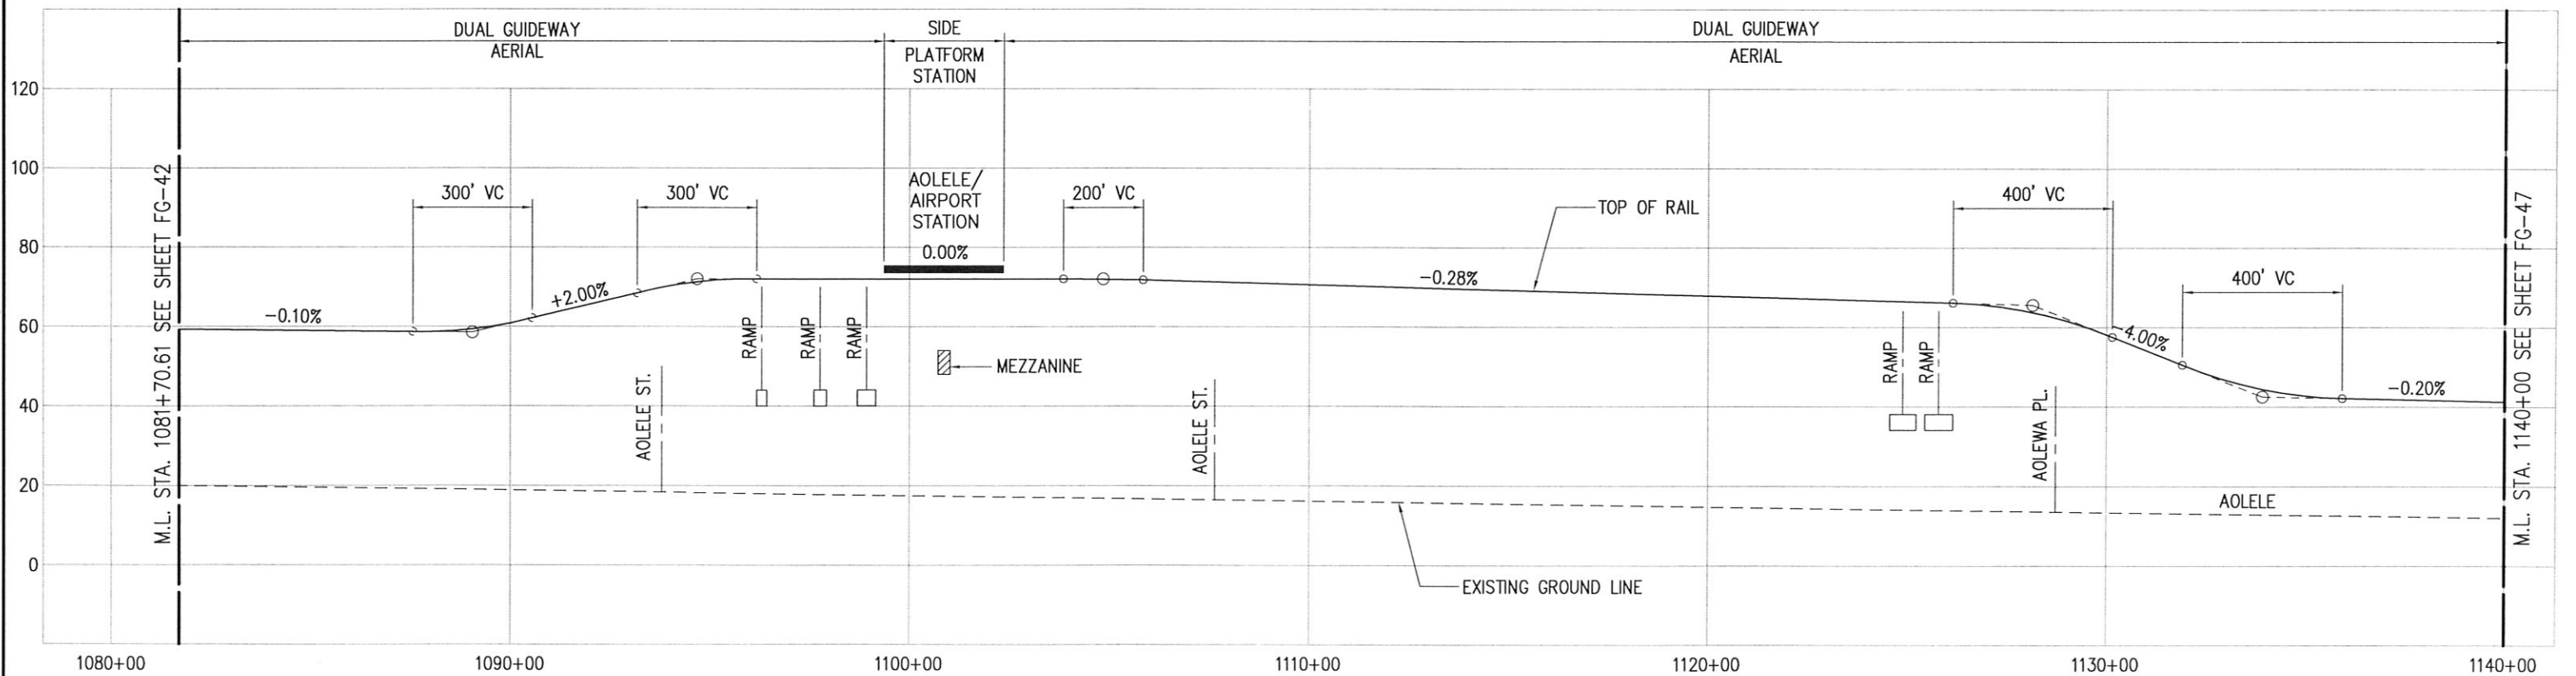 DUAL GUIDEWAY
AERIAL
SIDE
PLATFORM
STATION
DUAL GUIDEWAY
AERIAL
120
100
80
60
40
20
0
M.L. STA. 1081+70.61 SEE SHEET FG-42
300' VC
300' VC
AOLELE/
AIRPORT
STATION
0.00%
200' VC
TOP OF RAIL
400' VC
400' VC
M.L. STA. 1140+00 SEE SHEET FG-47
-0.10%
+2.00%
-0.28%
-4.00%
-0.20%
RAMP
RAMP
RAMP
MEZZANINE
RAMP
RAMP
AOLELE ST.
AOLELE ST.
AOLEWA PL.
AOLELE
EXISTING GROUND LINE
1080+00
1090+00
1100+00
1110+00
1120+00
1130+00
1140+00